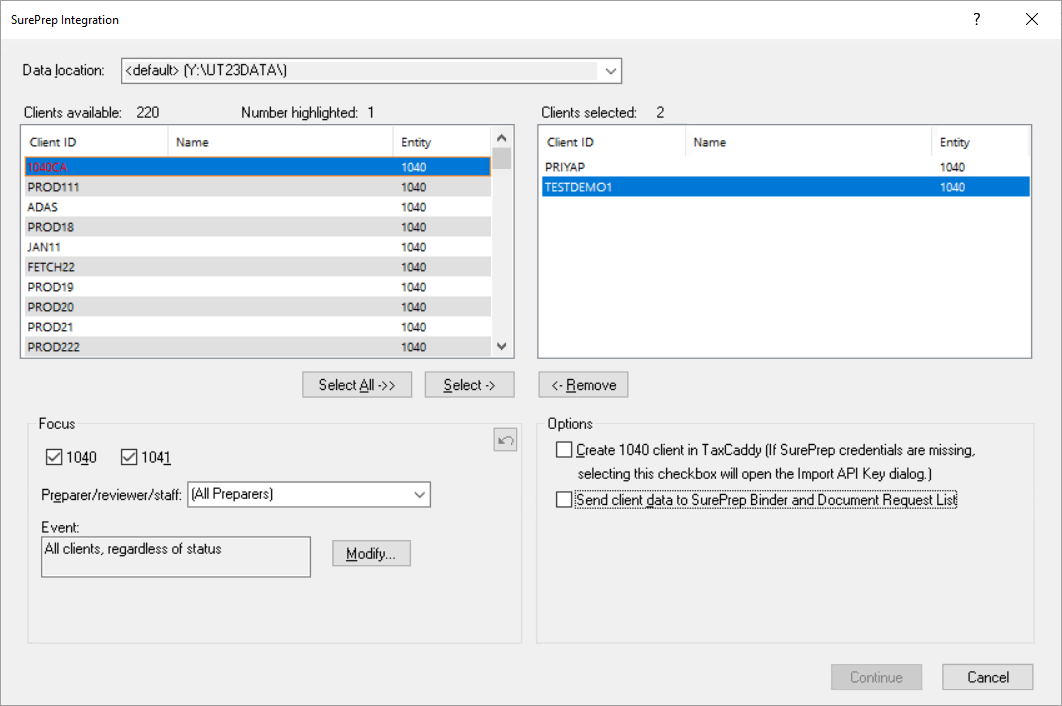 SurePrep Integration
?
Data location: <default> (Y:\UT23DATA\)
Clients available: 220 Number highlighted: 1
Client ID Name Entity
1040CA 1040
PROD111 1040
ADAS 1040
PROD18 1040
JAN11 1040
FETCH22 1040
PROD19 1040
PROD20 1040
PROD21 1040
PROD222 1040
Select All ->> Select ->
Clients selected: 2
Client ID Name Entity
PRIYAP 1040
TESTDEMO1 1040
<- Remove
Focus
1040 1041
Preparer/reviewer/staff: (All Preparers)
Event:
All clients, regardless of status
Modify...
Options
Create 1040 client in TaxCaddy (If SurePrep credentials are missing,
selecting this checkbox will open the Import API Key dialog.)
Send client data to SurePrep Binder and Document Request List
Continue Cancel